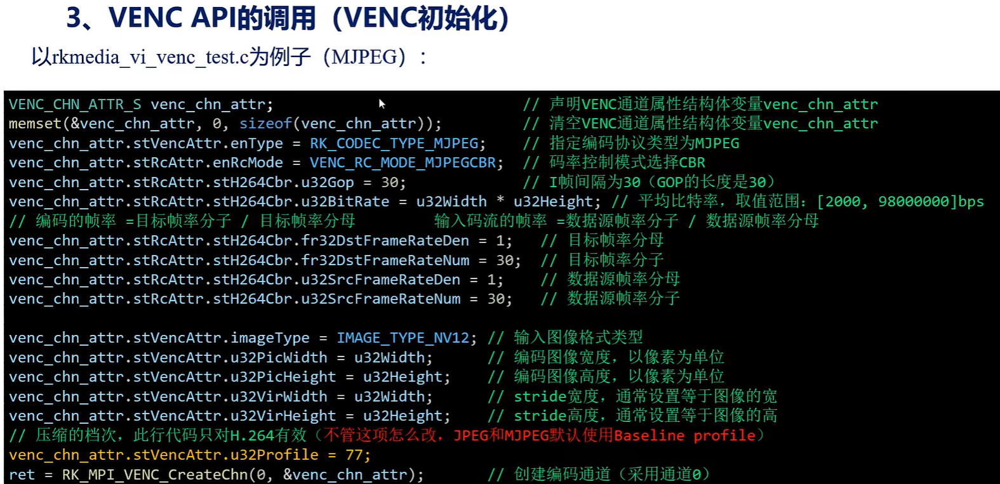 3、VENC API的调用（VENC初始化）
以rkmedia_vi_venc_test.c为例子（MJPEG）：
VENC_CHN_ATTR_S venc_chn_attr; // 声明VENC通道属性结构体变量venc_chn_attr
memset(&venc_chn_attr, 0, sizeof(venc_chn_attr)); // 清空VENC通道属性结构体变量venc_chn_attr
venc_chn_attr.stVencAttr.enType = RK_CODEC_TYPE_MJPEG; // 指定编码协议类型为MJPEG
venc_chn_attr.stRcAttr.enRcMode = VENC_RC_MODE_MJPEGCBR; // 码率控制模式选择CBR
venc_chn_attr.stRcAttr.stH264Cbr.u32Gop = 30; // I帧间隔为30（GOP的长度是30）
venc_chn_attr.stRcAttr.stH264Cbr.u32BitRate = u32Width * u32Height; // 平均比特率，取值范围：[2000, 98000000]bps
// 编码的帧率 =目标帧率分子 / 目标帧率分母 输入码流的帧率 =数据源帧率分子 / 数据源帧率分母
venc_chn_attr.stRcAttr.stH264Cbr.fr32DstFrameRateDen = 1; // 目标帧率分母
venc_chn_attr.stRcAttr.stH264Cbr.fr32DstFrameRateNum = 30; // 目标帧率分子
venc_chn_attr.stRcAttr.stH264Cbr.u32SrcFrameRateDen = 1; // 数据源帧率分母
venc_chn_attr.stRcAttr.stH264Cbr.u32SrcFrameRateNum = 30; // 数据源帧率分子
venc_chn_attr.stVencAttr.imageType = IMAGE_TYPE_NV12; // 输入图像格式类型
venc_chn_attr.stVencAttr.u32PicWidth = u32Width; // 编码图像宽度，以像素为单位
venc_chn_attr.stVencAttr.u32PicHeight = u32Height; // 编码图像高度，以像素为单位
venc_chn_attr.stVencAttr.u32VirWidth = u32Width; // stride宽度，通常设置等于图像的宽
venc_chn_attr.stVencAttr.u32VirHeight = u32Height; // stride高度，通常设置等于图像的高
// 压缩的档次，此行代码只对H.264有效（不管这项怎么改，JPEG和MJPEG默认使用Baseline profile）
venc_chn_attr.stVencAttr.u32Profile = 77;
ret = RK_MPI_VENC_CreateChn(0, &venc_chn_attr); // 创建编码通道（采用通道0）